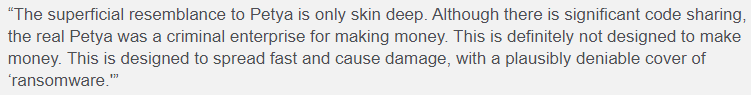 “The superficial resemblance to Petya is only skin deep. Although there is significant code sharing,
the real Petya was a criminal enterprise for making money. This is definitely not designed to make
money. This is designed to spread fast and cause damage, with a plausibly deniable cover of
‘ransomware.'”